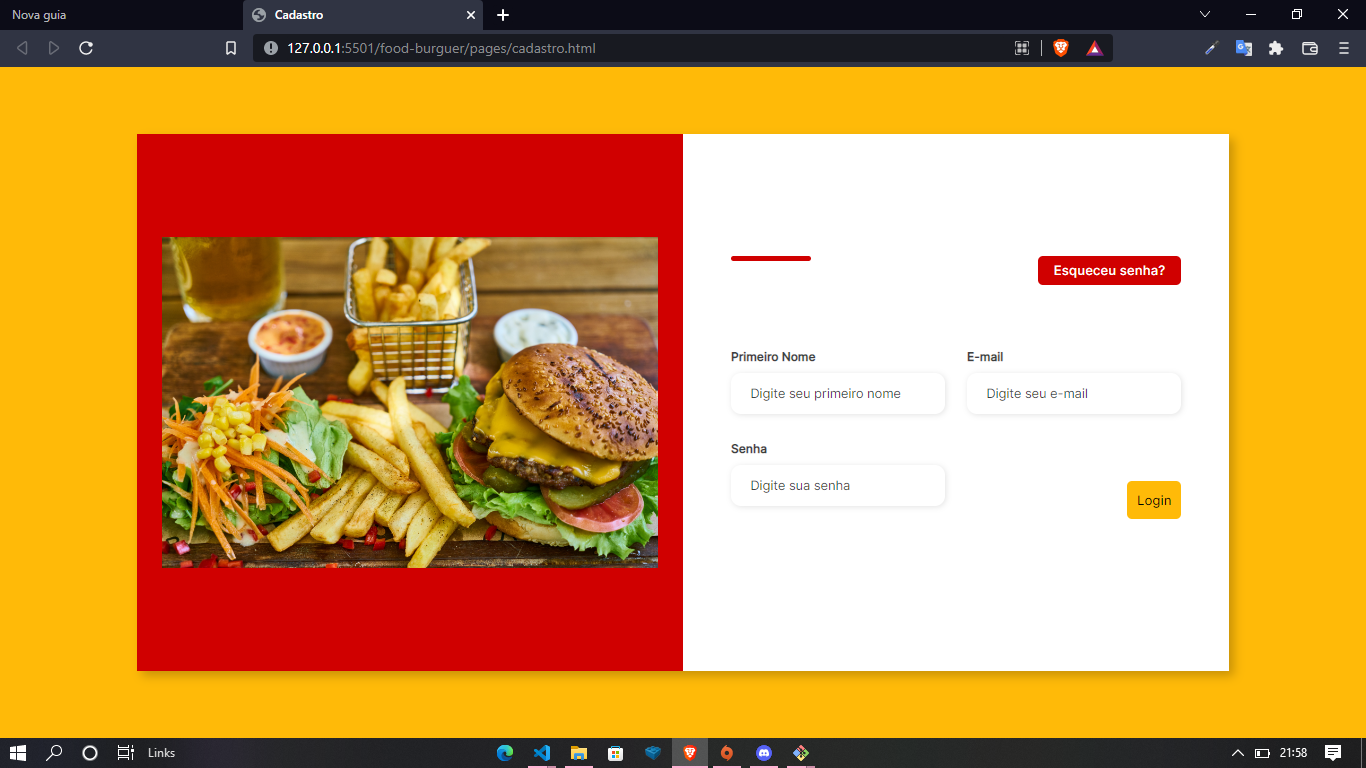 Nova guia
Cadastro
127.0.0.1:5501/food-burguer/pages/cadastro.html
Esqueceu senha?
Primeiro Nome
E-mail
Digite seu primeiro nome
Digite seu e-mail
Senha
Digite sua senha
Login
Links
21:58